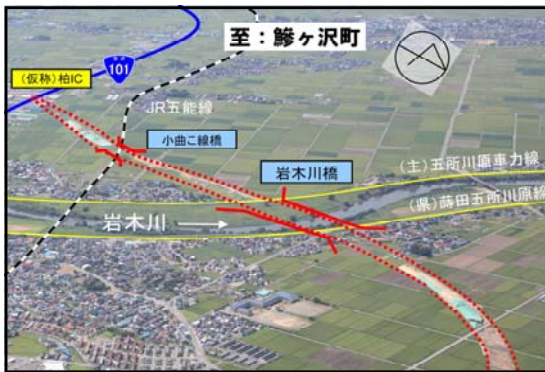 至：鰺ヶ沢町
101
(仮称)柏IC
JR五能線
小曲こ線橋
岩木川橋
(主)五所川原車力線
岩木川
(県)蒔田五所川原線